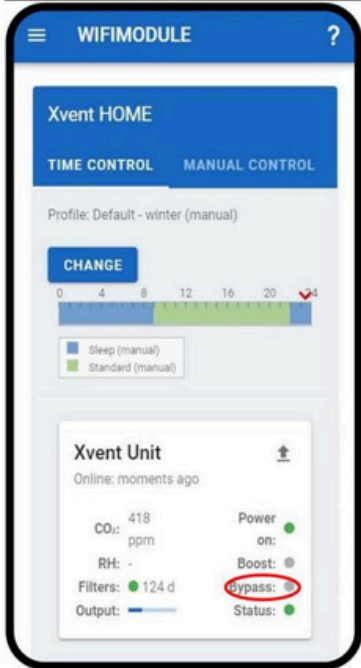 WIFIMODULE ?
Xvent HOME
TIME CONTROL MANUAL CONTROL
Profile: Default - winter (manual)
CHANGE
0 4 8 12 16 20 24
Sleep (manual)
Standard (manual)
Xvent Unit
Online: moments ago
CO₂: 418 ppm Power on:
RH: - Boost:
Filters: 124 d Bypass:
Output: Status: